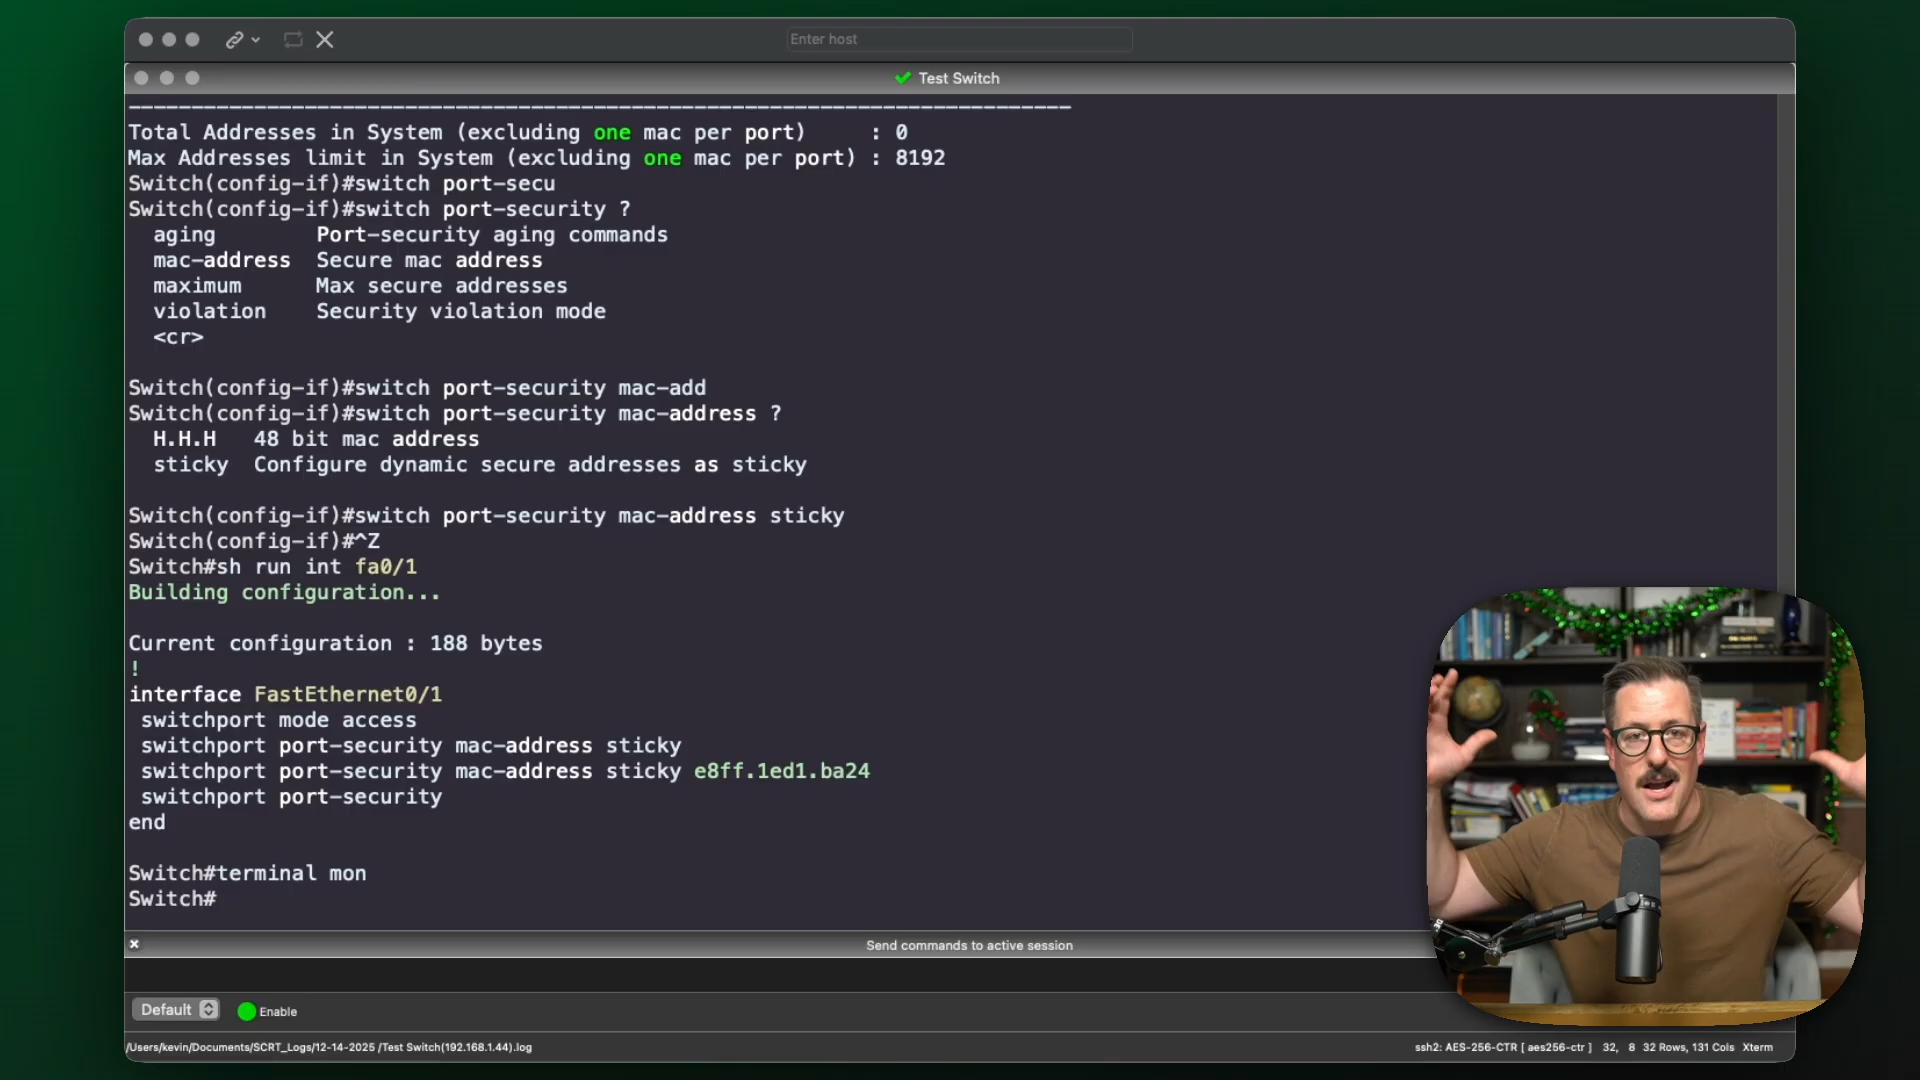 Enter host
Test Switch
Total Addresses in System (excluding one mac per port)     : 0
Max Addresses limit in System (excluding one mac per port) : 8192
Switch(config-if)#switch port-secu
Switch(config-if)#switch port-security ?
  aging        Port-security aging commands
  mac-address  Secure mac address
  maximum      Max secure addresses
  violation    Security violation mode
  <cr>
Switch(config-if)#switch port-security mac-add
Switch(config-if)#switch port-security mac-address ?
  H.H.H   48 bit mac address
  sticky  Configure dynamic secure addresses as sticky
Switch(config-if)#switch port-security mac-address sticky
Switch(config-if)#^Z
Switch#sh run int fa0/1
Building configuration...
Current configuration : 188 bytes
!
interface FastEthernet0/1
 switchport mode access
 switchport port-security mac-address sticky
 switchport port-security mac-address sticky e8ff.1ed1.ba24
 switchport port-security
end
Switch#terminal mon
Switch#
Send commands to active session
Default
Enable
/Users/kevin/Documents/SCRT_Logs/12-14-2025 /Test Switch(192.168.1.44).log
ssh2: AES-256-CTR [ aes256-ctr ]   32,   8  32 Rows, 131 Cols   Xterm